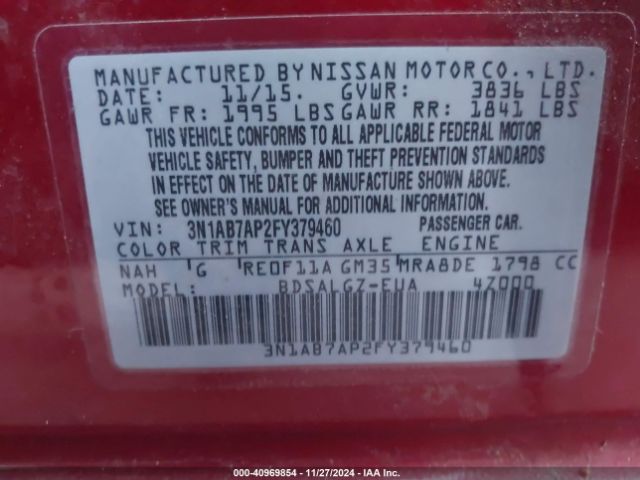 MANUFACTURED BY NISSAN MOTOR CO., LTD.
DATE: 11/15. GVWR: 3836 LBS
GAWR FR: 1995 LBS GAWR RR: 1841 LBS
THIS VEHICLE CONFORMS TO ALL APPLICABLE FEDERAL MOTOR
VEHICLE SAFETY, BUMPER AND THEFT PREVENTION STANDARDS
IN EFFECT ON THE DATE OF MANUFACTURE SHOWN ABOVE.
SEE OWNER'S MANUAL FOR ADDITIONAL INFORMATION.
VIN: 3N1AB7AP2FY379460 PASSENGER CAR.
COLOR TRIM TRANS AXLE ENGINE
NAH G RE0F11A GM35 MRA8DE 1798 CC
MODEL: BDSALGZ-EUA 4Z000
3N1AB7AP2FY379460
000-40969854 - 11/27/2024 - IAA Inc.